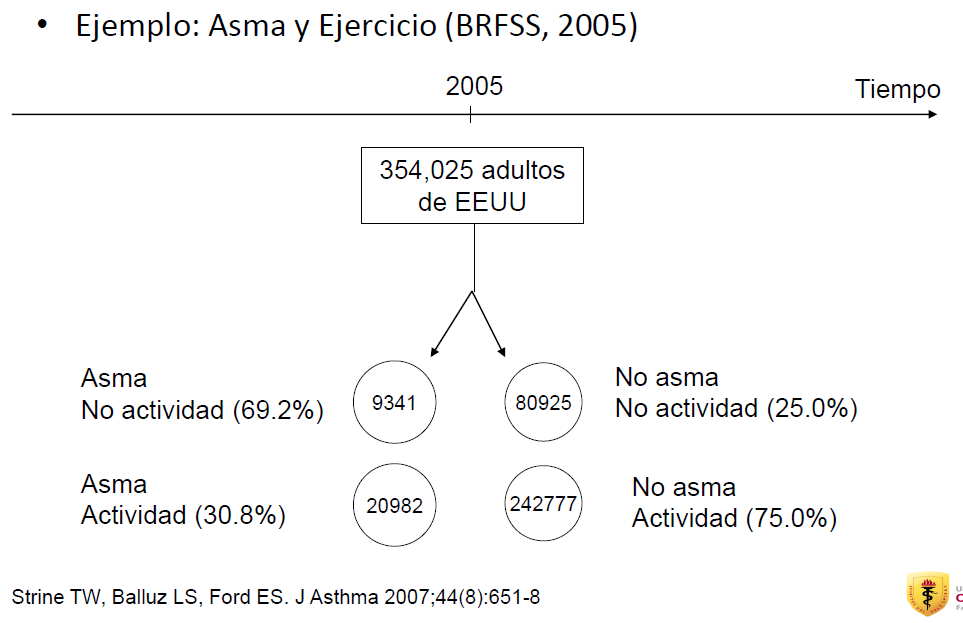 • Ejemplo: Asma y Ejercicio (BRFSS, 2005)
2005
Tiempo
354,025 adultos
de EEUU
Asma
No actividad (69.2%)
9341
80925
No asma
No actividad (25.0%)
Asma
Actividad (30.8%)
20982
242777
No asma
Actividad (75.0%)
Strine TW, Balluz LS, Ford ES. J Asthma 2007;44(8):651-8